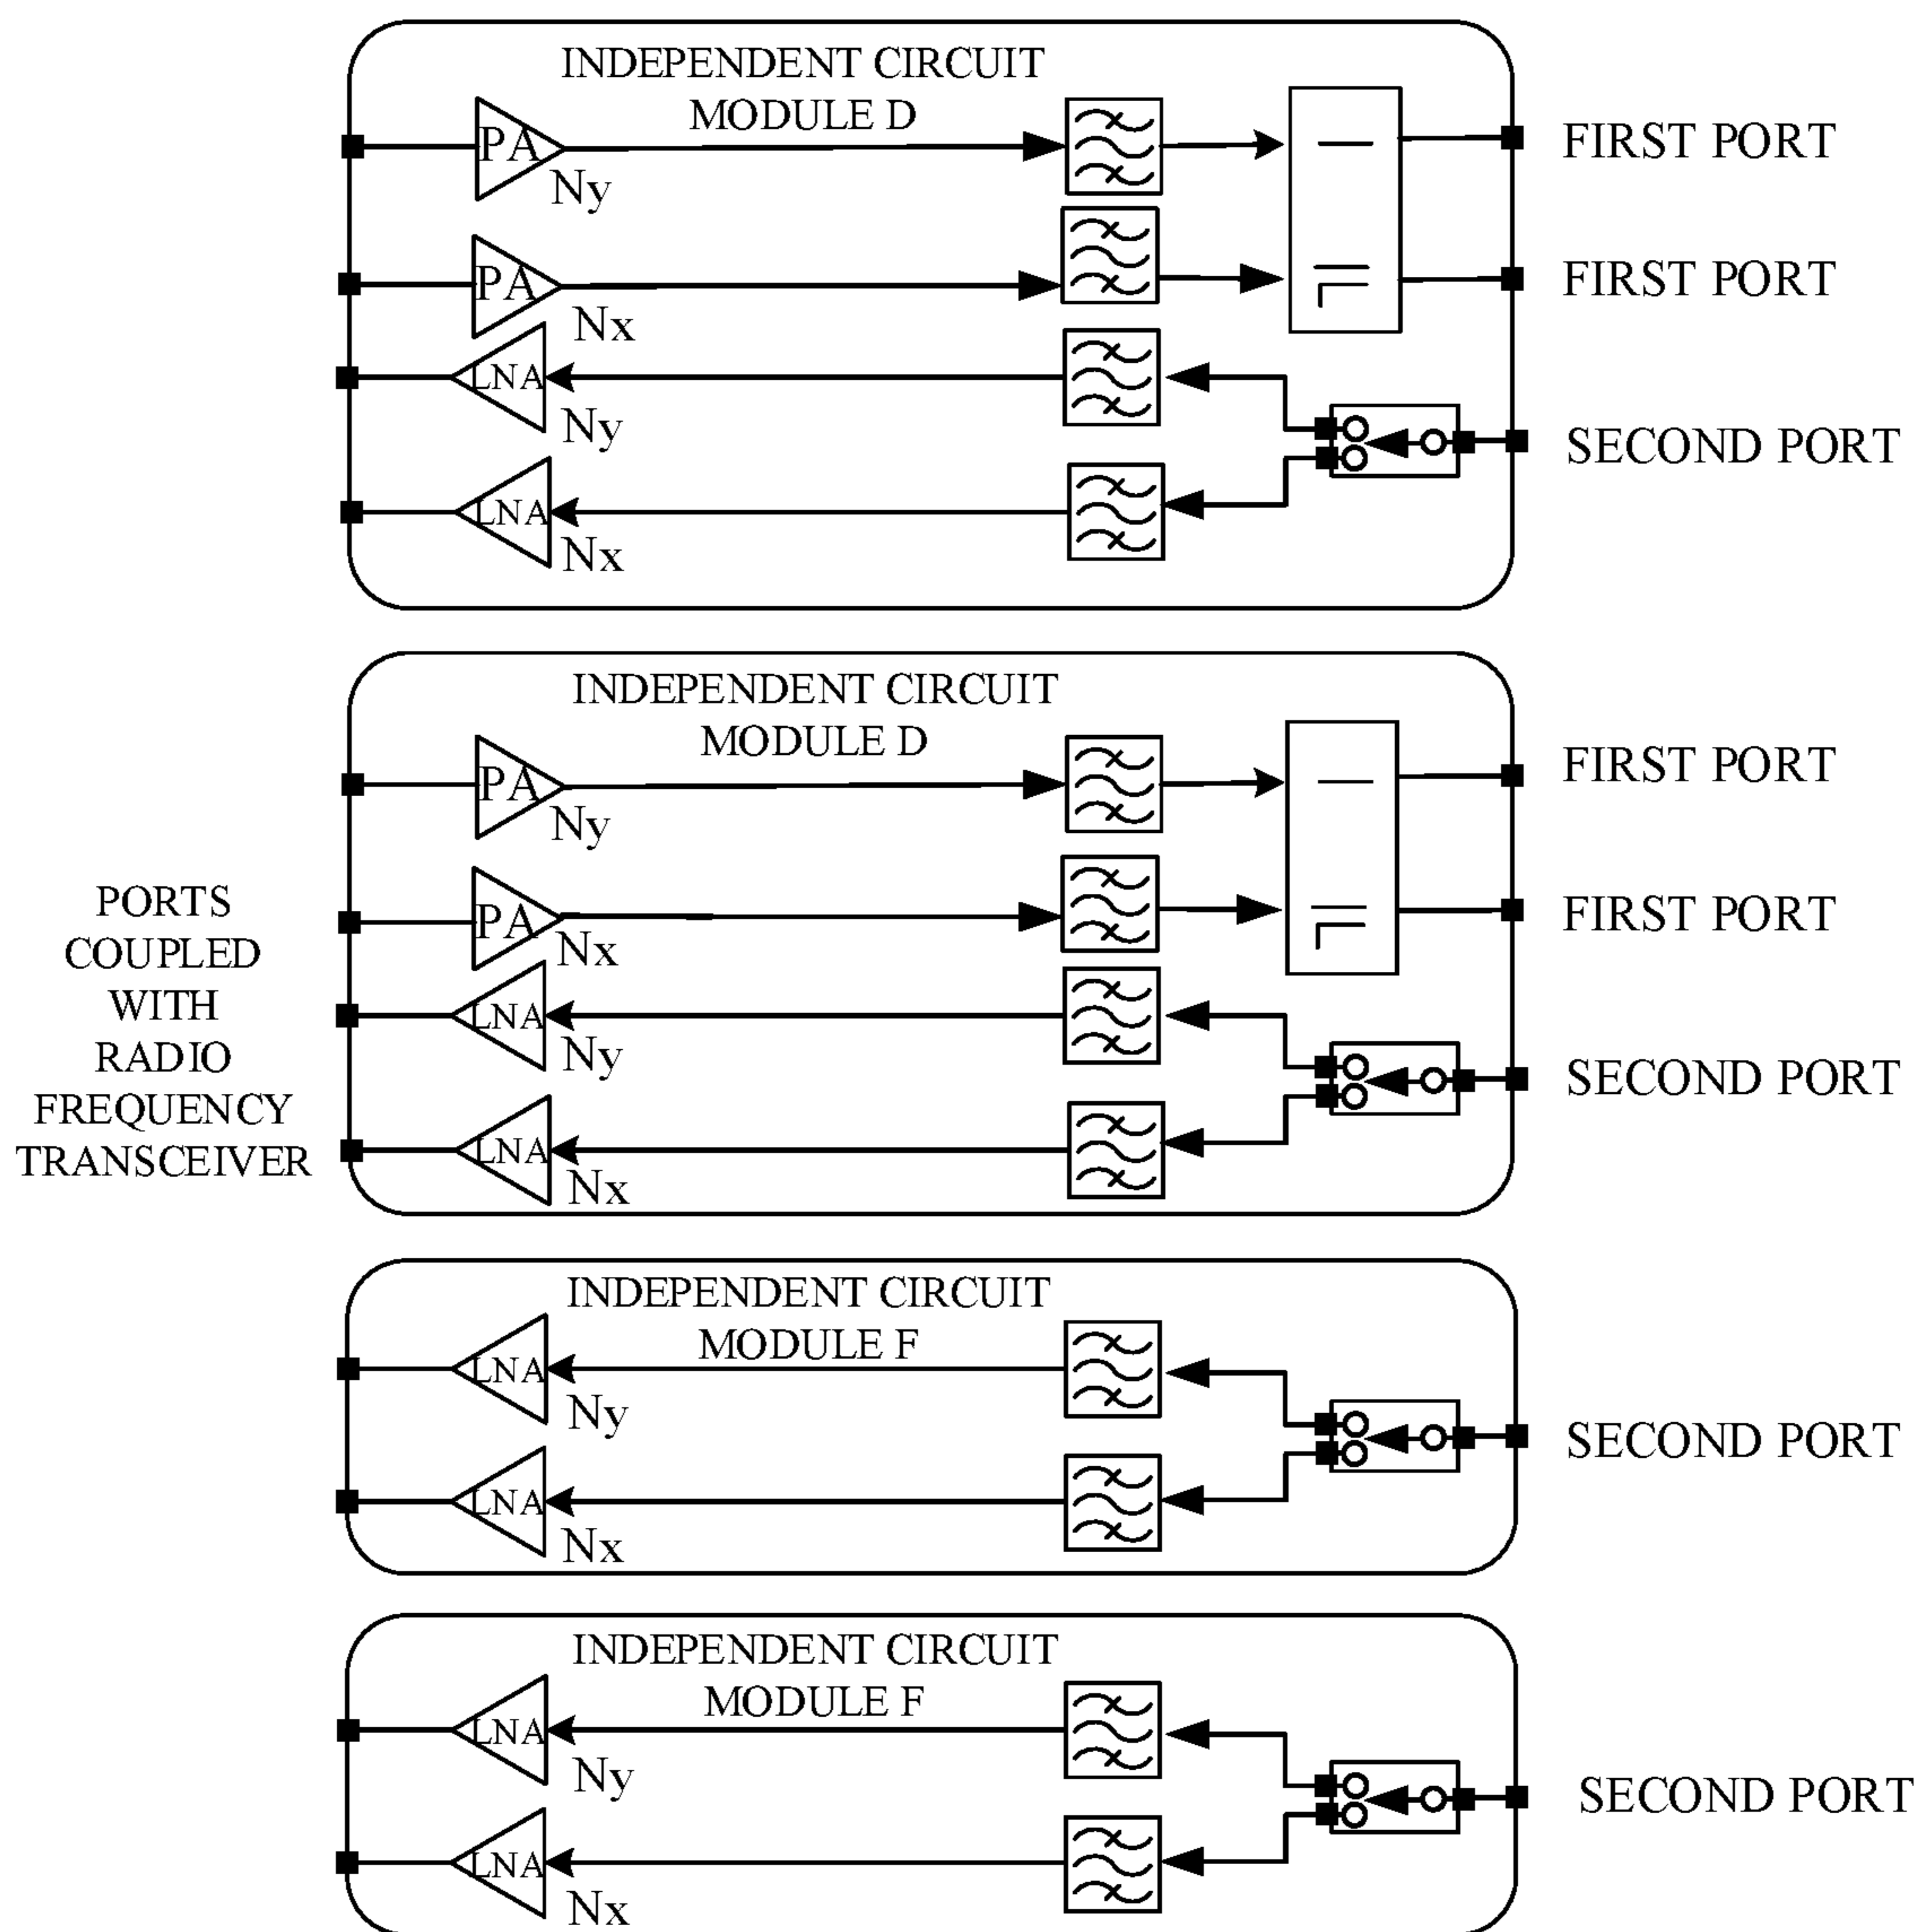 INDEPENDENT CIRCUIT
MODULE D
PA
Ny
FIRST PORT
PA
Nx
FIRST PORT
LNA
Ny
SECOND PORT
LNA
Nx
INDEPENDENT CIRCUIT
MODULE D
PA
Ny
FIRST PORT
PA
Nx
FIRST PORT
LNA
Ny
SECOND PORT
LNA
Nx
PORTS
COUPLED
WITH
RADIO
FREQUENCY
TRANSCEIVER
INDEPENDENT CIRCUIT
MODULE F
LNA
Ny
SECOND PORT
LNA
Nx
INDEPENDENT CIRCUIT
MODULE F
LNA
Ny
SECOND PORT
LNA
Nx